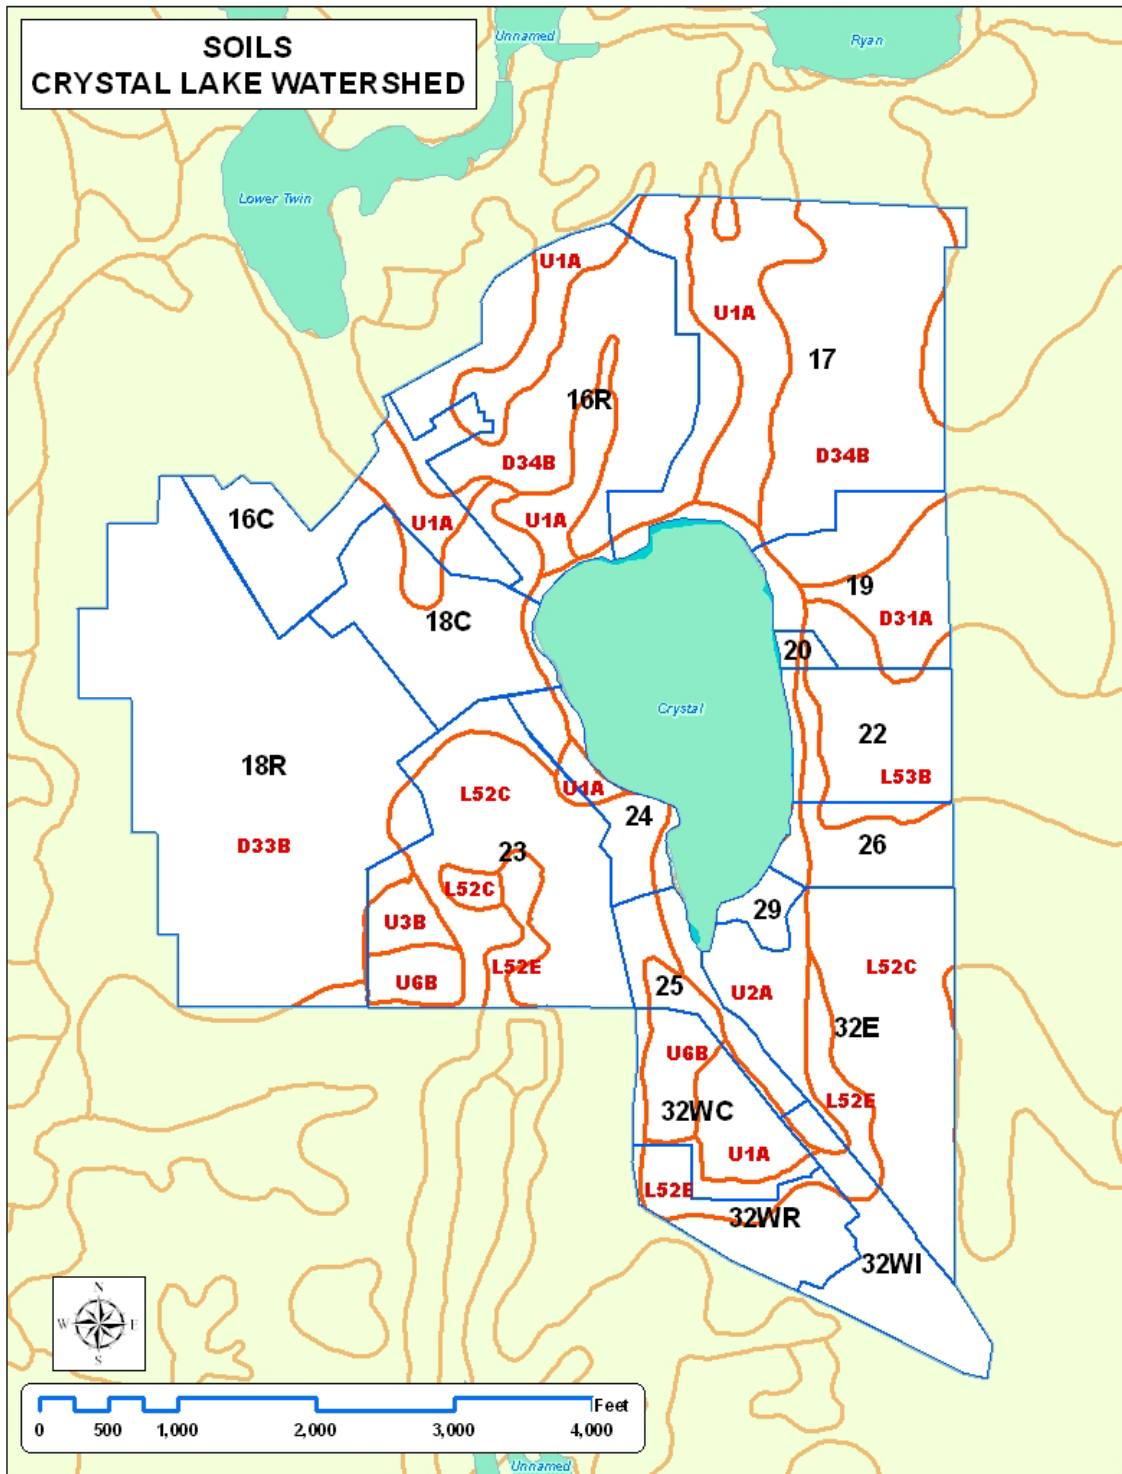 SOILS
CRYSTAL LAKE WATERSHED
Unnamed
Ryan
Lower Twin
U1A
U1A
17
16R
D34B
D34B
16C
U1A
U1A
19
D31A
18C
20
Crystal
22
18R
L53B
U1A
L52C
24
D33B
23
26
L52C
29
U3B
L52C
L52E
U6B
25
U2A
32E
U6B
L52E
32WC
U1A
L52E
32WR
32WI
N
W E
S
Feet
0 500 1,000 2,000 3,000 4,000
Unnamed